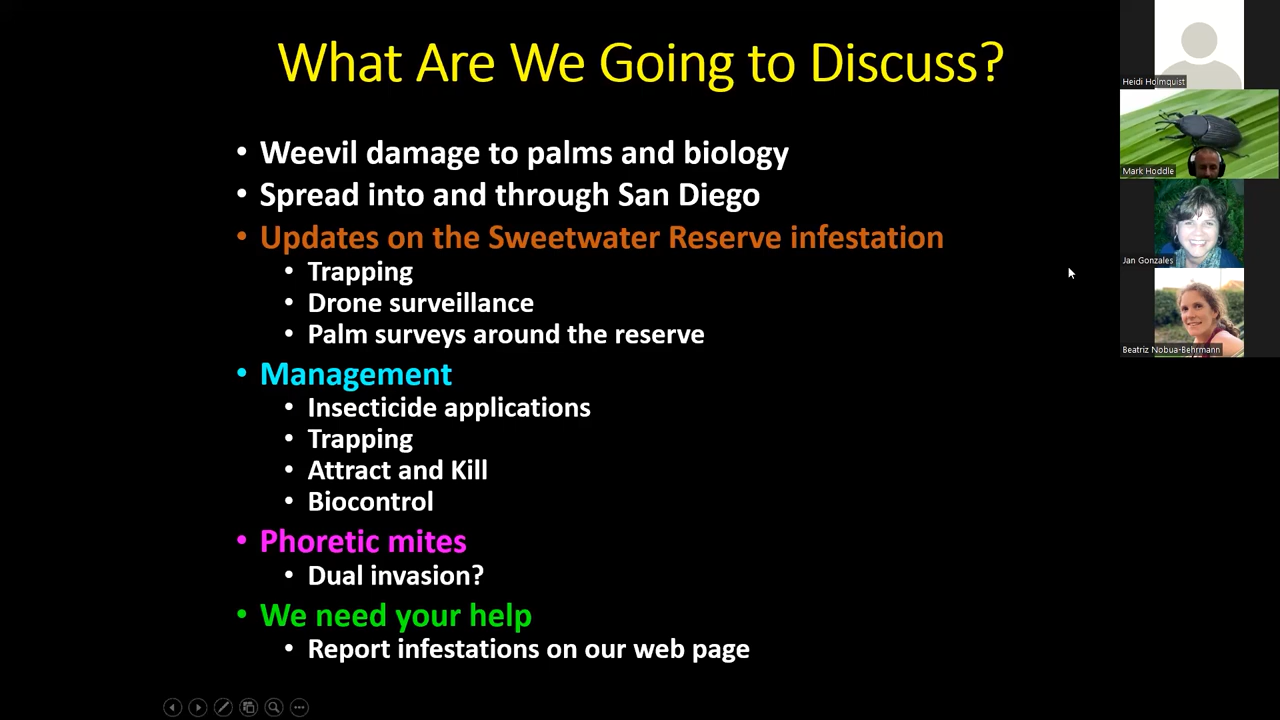 What Are We Going to Discuss?
• Weevil damage to palms and biology
• Spread into and through San Diego
• Updates on the Sweetwater Reserve infestation
• Trapping
• Drone surveillance
• Palm surveys around the reserve
• Management
• Insecticide applications
• Trapping
• Attract and Kill
• Biocontrol
• Phoretic mites
• Dual invasion?
• We need your help
• Report infestations on our web page
Heidi Holmquist
Mark Hoddle
Jan Gonzales
Beatriz Nobua-Behrmann